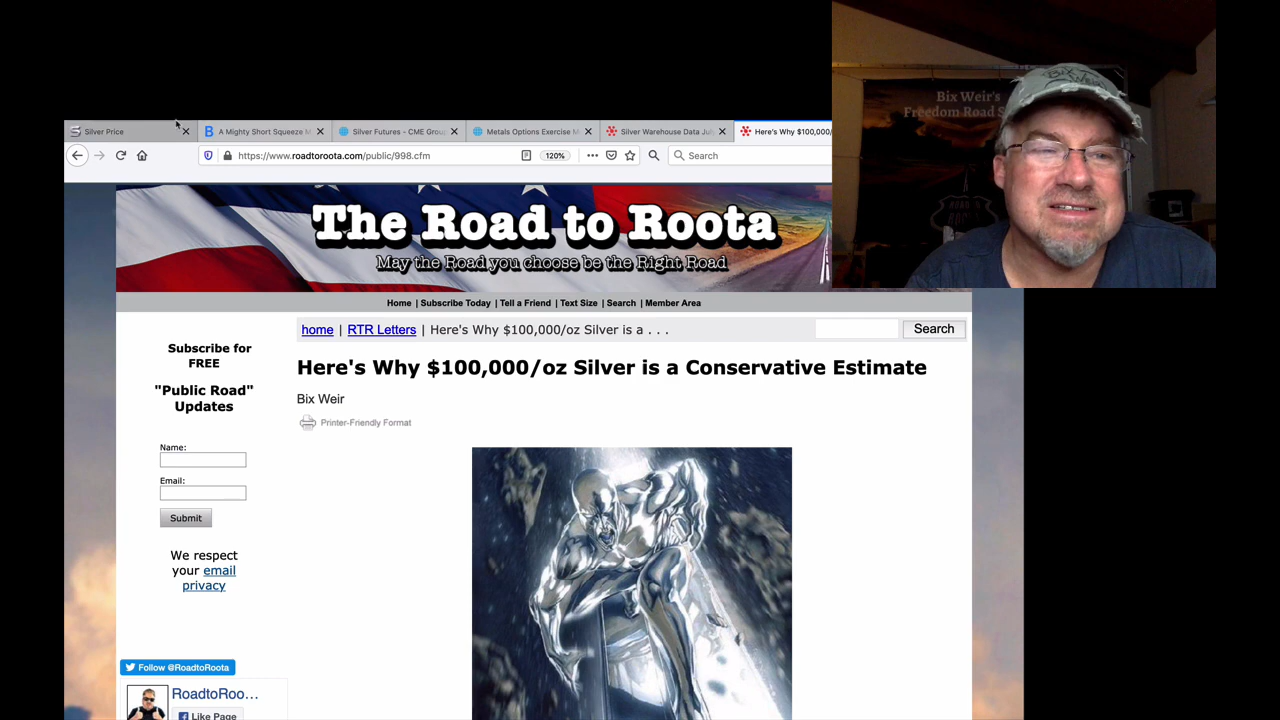 Bix Weir's
Freedom Road S
Silver Price
A Mighty Short Squeeze M
Silver Futures - CME Grou
Metals Options Exercise M
Silver Warehouse Data July
Here's Why $100,000/
https://www.roadtoroota.com/public/998.cfm
120%
Search
The Road to Roota
May the Road you choose be the Right Road
Home | Subscribe Today | Tell a Friend | Text Size | Search | Member Area
home | RTR Letters | Here's Why $100,000/oz Silver is a . . .
Search
Subscribe for
FREE
"Public Road"
Updates
Name:
Email:
Submit
We respect
your email
privacy
Follow @RoadtoRoota
RoadtoRoo...
Like Page
Here's Why $100,000/oz Silver is a Conservative Estimate
Bix Weir
Printer-Friendly Format